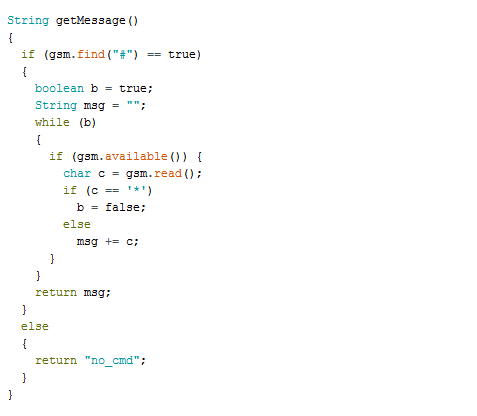 String getMessage()
{
  if (gsm.find("#") == true)
  {
    boolean b = true;
    String msg = "";
    while (b)
    {
      if (gsm.available()) {
        char c = gsm.read();
        if (c == '*')
          b = false;
        else
          msg += c;
      }
    }
    return msg;
  }
  else
  {
    return "no_cmd";
  }
}